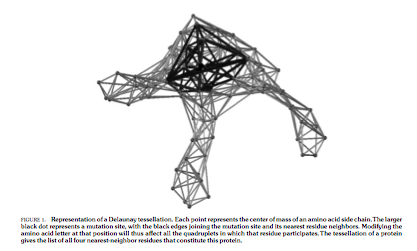 FIGURE 1. Representation of a Delaunay tessellation. Each point represents the center of mass of an amino acid side chain. The larger
black dot represents a mutation site, with the black edges joining the mutation site and its nearest residue neighbors. Modifying the
amino acid letter at that position will thus affect all the quadruplets in which that residue participates. The tessellation of a protein
gives the list of all four nearest-neighbor residues that constitute this protein.